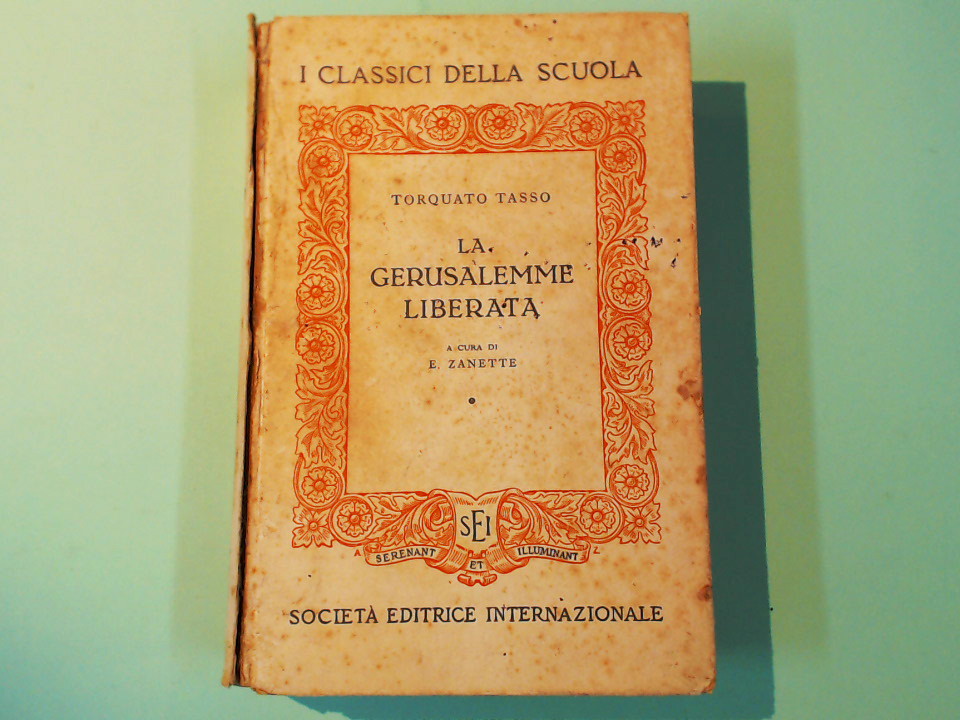 I CLASSICI DELLA SCUOLA
TORQUATO TASSO
LA
GERUSALEMME
LIBERATA
A CURA DI
E. ZANETTE
SEI
A SERENANT ET ILLUMINANT Z
SOCIETÀ EDITRICE INTERNAZIONALE